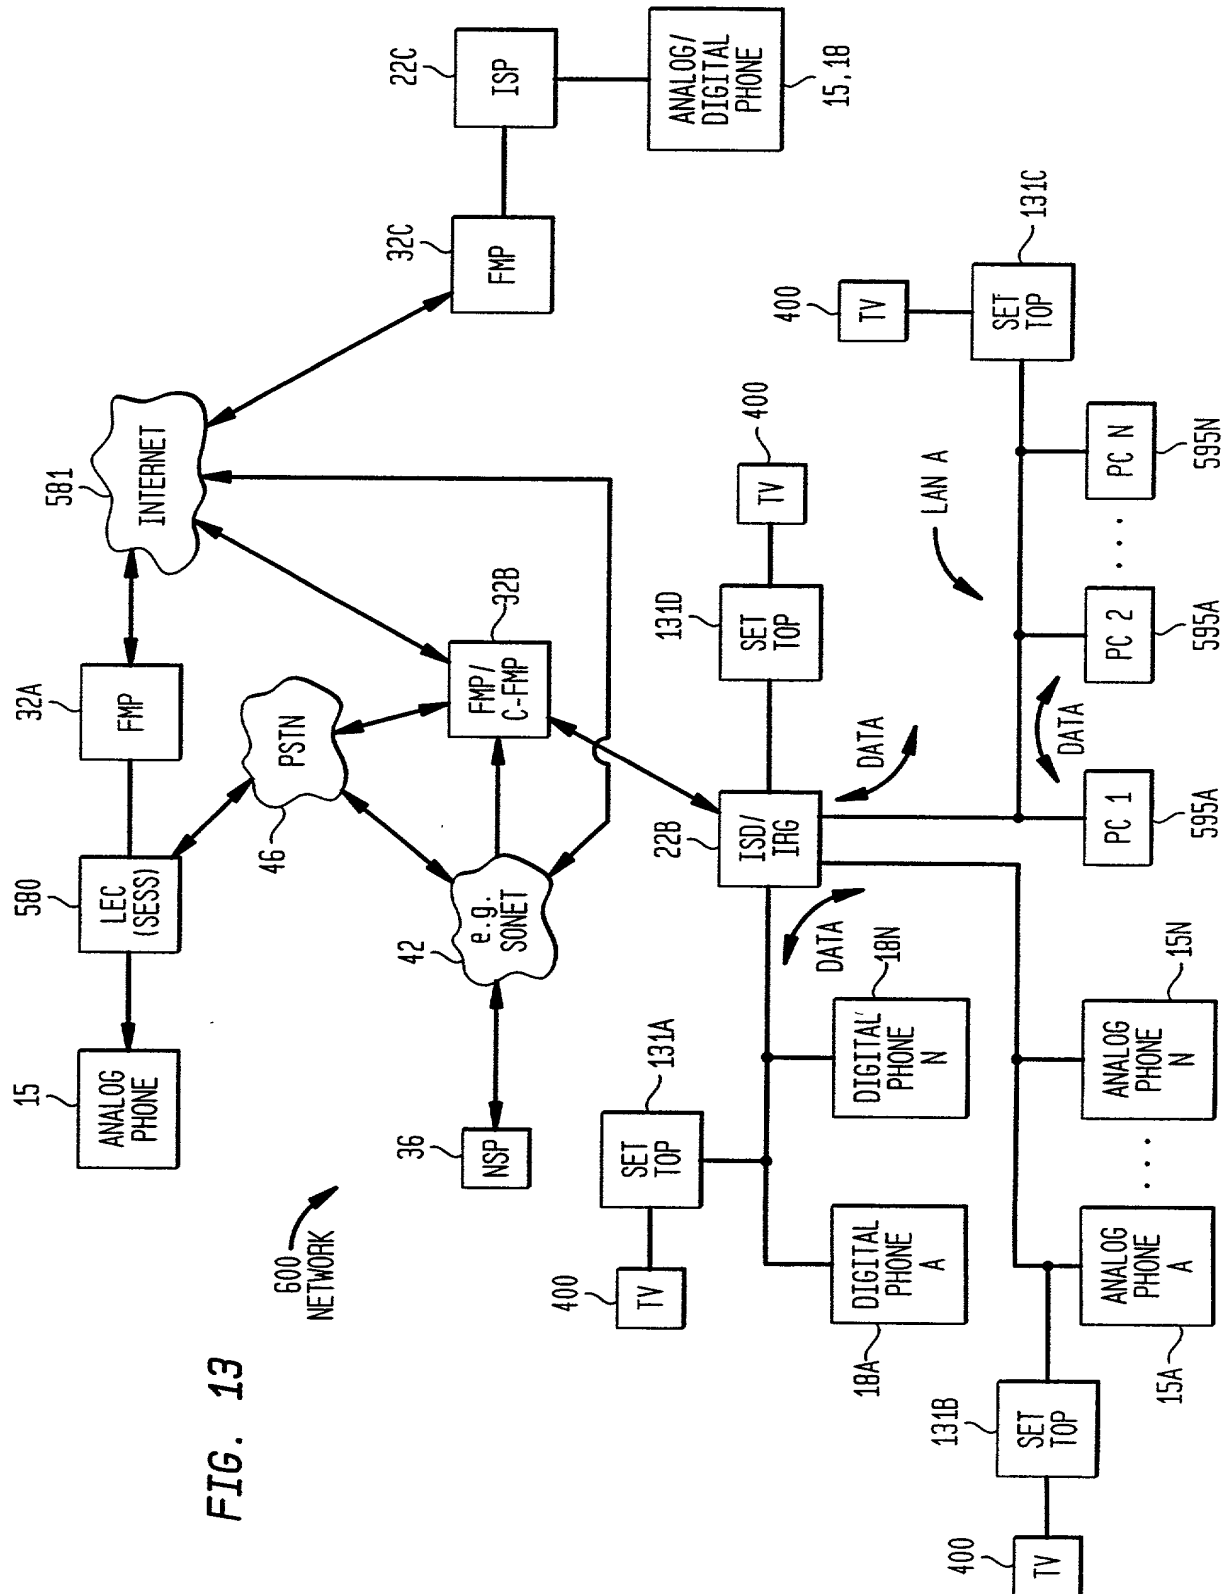 FIG. 13
600
NETWORK
15
ANALOG
PHONE
580
LEC
(SESS)
32A
FMP
581
INTERNET
46
PSTN
36
NSP
42
e.g.
SONET
32B
FMP/
C-FMP
32C
FMP
22C
ISP
ANALOG/
DIGITAL
PHONE
15, 18
400
TV
131A
SET
TOP
22B
ISD/
IRG
131D
SET
TOP
400
TV
DATA
DATA
18A
DIGITAL
PHONE
A
18N
DIGITAL
PHONE
N
400
TV
131B
SET
TOP
15A
ANALOG
PHONE
A
. . .
15N
ANALOG
PHONE
N
LAN A
DATA
PC 1
595A
PC 2
595A
. . . .
PC N
595N
400
TV
131C
SET
TOP